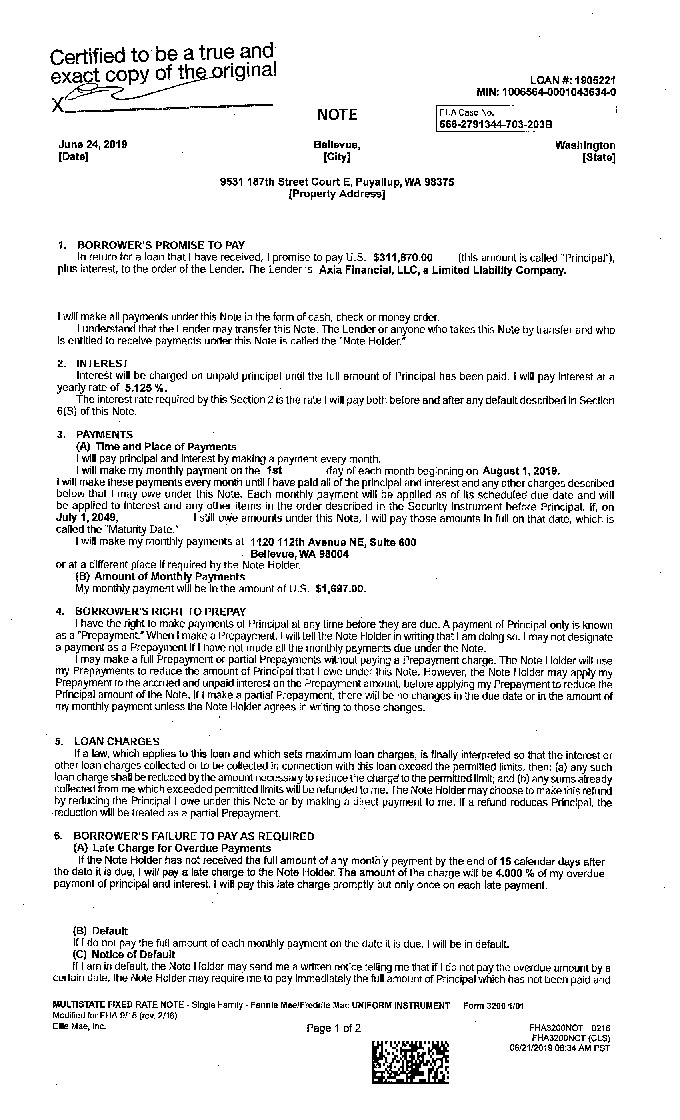 Certified to be a true and
exact copy of the original
X
LOAN #: 1905221
MIN: 1006564-0001043634-0
NOTE
FHA Case No.
566-2791344-703-203B
June 24, 2019 Bellevue, Washington
[Date] [City] [State]
9531 187th Street Court E, Puyallup, WA 98375
[Property Address]
1. BORROWER'S PROMISE TO PAY
In return for a loan that I have received, I promise to pay U.S. $311,670.00 (this amount is called "Principal"),
plus interest, to the order of the Lender. The Lender is Axia Financial, LLC, a Limited Liability Company.
I will make all payments under this Note in the form of cash, check or money order.
I understand that the Lender may transfer this Note. The Lender or anyone who takes this Note by transfer and who
is entitled to receive payments under this Note is called the "Note Holder."
2. INTEREST
Interest will be charged on unpaid principal until the full amount of Principal has been paid. I will pay interest at a
yearly rate of 5.125 %.
The interest rate required by this Section 2 is the rate I will pay both before and after any default described in Section
6(B) of this Note.
3. PAYMENTS
(A) Time and Place of Payments
I will pay principal and interest by making a payment every month.
I will make my monthly payment on the 1st day of each month beginning on August 1, 2019.
I will make these payments every month until I have paid all of the principal and interest and any other charges described
below that I may owe under this Note. Each monthly payment will be applied as of its scheduled due date and will
be applied to interest and any other items in the order described in the Security Instrument before Principal. If, on
July 1, 2049, I still owe amounts under this Note, I will pay those amounts in full on that date, which is
called the "Maturity Date."
I will make my monthly payments at 1120 112th Avenue NE, Suite 600
Bellevue, WA 98004
or at a different place if required by the Note Holder.
(B) Amount of Monthly Payments
My monthly payment will be in the amount of U.S. $1,697.00.
4. BORROWER'S RIGHT TO PREPAY
I have the right to make payments of Principal at any time before they are due. A payment of Principal only is known
as a "Prepayment." When I make a Prepayment, I will tell the Note Holder in writing that I am doing so. I may not designate
a payment as a Prepayment if I have not made all the monthly payments due under the Note.
I may make a full Prepayment or partial Prepayments without paying a Prepayment charge. The Note Holder will use
my Prepayments to reduce the amount of Principal that I owe under this Note. However, the Note Holder may apply my
Prepayment to the accrued and unpaid interest on the Prepayment amount, before applying my Prepayment to reduce the
Principal amount of the Note. If I make a partial Prepayment, there will be no changes in the due date or in the amount of
my monthly payment unless the Note Holder agrees in writing to those changes.
5. LOAN CHARGES
If a law, which applies to this loan and which sets maximum loan charges, is finally interpreted so that the interest or
other loan charges collected or to be collected in connection with this loan exceed the permitted limits, then: (a) any such
loan charge shall be reduced by the amount necessary to reduce the charge to the permitted limit; and (b) any sums already
collected from me which exceeded permitted limits will be refunded to me. The Note Holder may choose to make this refund
by reducing the Principal I owe under this Note or by making a direct payment to me. If a refund reduces Principal, the
reduction will be treated as a partial Prepayment.
6. BORROWER'S FAILURE TO PAY AS REQUIRED
(A) Late Charge for Overdue Payments
If the Note Holder has not received the full amount of any monthly payment by the end of 15 calendar days after
the date it is due, I will pay a late charge to the Note Holder. The amount of the charge will be 4.000 % of my overdue
payment of principal and interest. I will pay this late charge promptly but only once on each late payment.
(B) Default
If I do not pay the full amount of each monthly payment on the date it is due, I will be in default.
(C) Notice of Default
If I am in default, the Note Holder may send me a written notice telling me that if I do not pay the overdue amount by a
certain date, the Note Holder may require me to pay immediately the full amount of Principal which has not been paid and
MULTISTATE FIXED RATE NOTE - Single Family - Fannie Mae/Freddie Mac UNIFORM INSTRUMENT Form 3200 1/01
Modified for FHA 9/15 (rev. 2/16)
Ellie Mae, Inc. Page 1 of 2 FHA3200NOT 0216
FHA3200NOT (CLS)
06/21/2019 06:34 AM PST